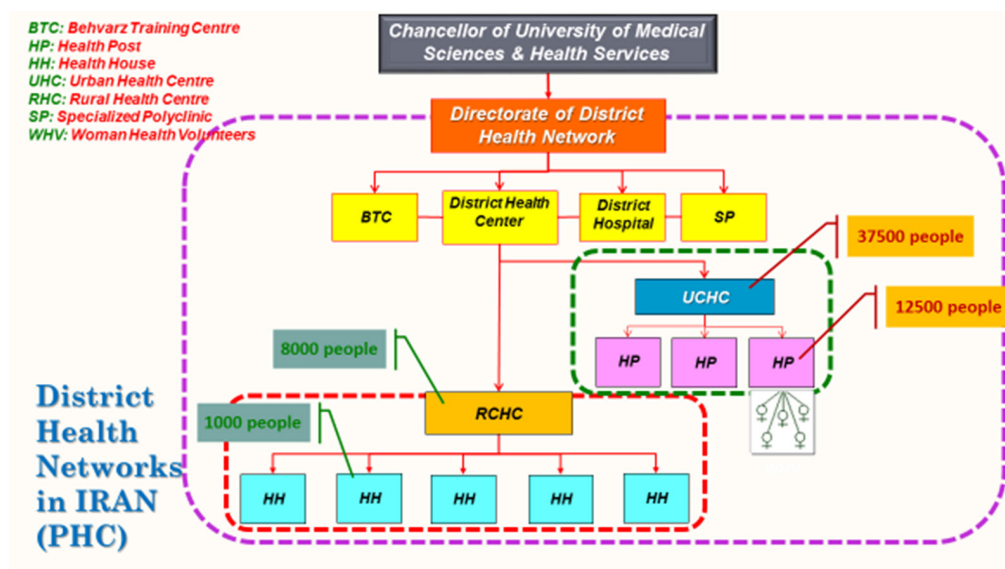 BTC: Behvarz Training Centre
HP: Health Post
HH: Health House
UHC: Urban Health Centre
RHC: Rural Health Centre
SP: Specialized Polyclinic
WHV: Woman Health Volunteers
Chancellor of University of Medical
Sciences & Health Services
Directorate of District
Health Network
BTC
District Health
Center
District
Hospital
SP
37500 people
UCHC
12500 people
HP
HP
HP
8000 people
RCHC
1000 people
HH
HH
HH
HH
HH
District
Health
Networks
in IRAN
(PHC)